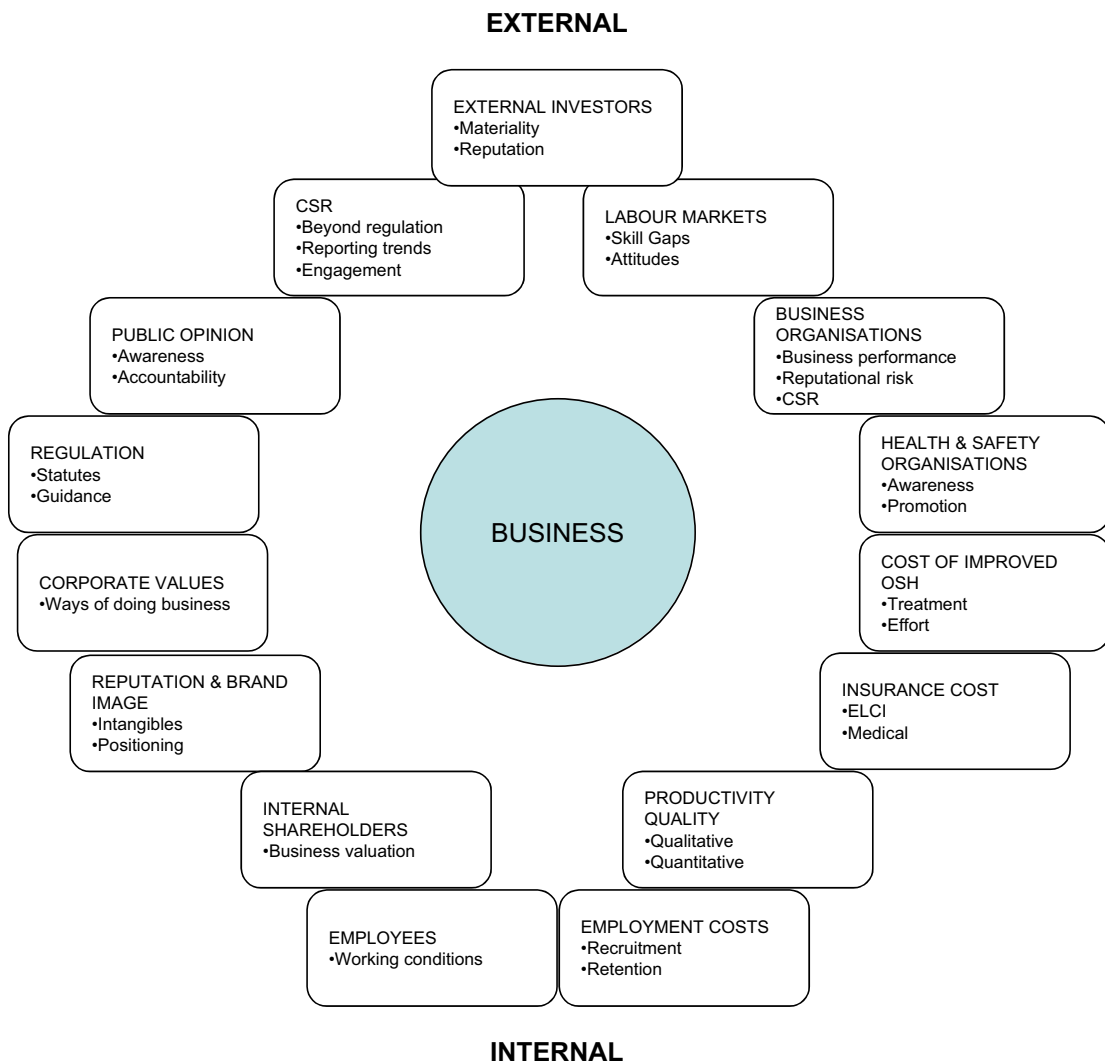 EXTERNAL
EXTERNAL INVESTORS
•Materiality
•Reputation
CSR
•Beyond regulation
•Reporting trends
•Engagement
LABOUR MARKETS
•Skill Gaps
•Attitudes
PUBLIC OPINION
•Awareness
•Accountability
BUSINESS
ORGANISATIONS
•Business performance
•Reputational risk
•CSR
REGULATION
•Statutes
•Guidance
HEALTH & SAFETY
ORGANISATIONS
•Awareness
•Promotion
BUSINESS
CORPORATE VALUES
•Ways of doing business
COST OF IMPROVED
OSH
•Treatment
•Effort
REPUTATION & BRAND
IMAGE
•Intangibles
•Positioning
INSURANCE COST
•ELCI
•Medical
INTERNAL
SHAREHOLDERS
•Business valuation
PRODUCTIVITY
QUALITY
•Qualitative
•Quantitative
EMPLOYEES
•Working conditions
EMPLOYMENT COSTS
•Recruitment
•Retention
INTERNAL